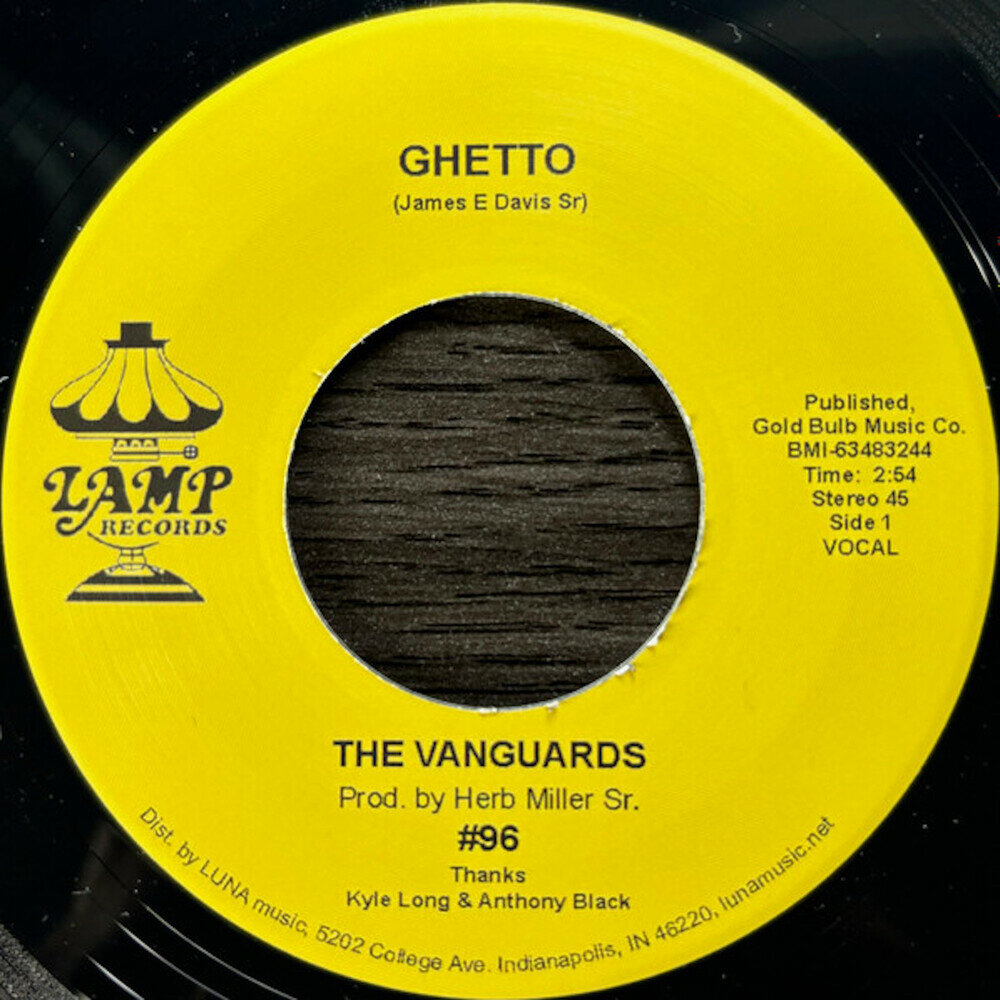 GHETTO
(James E Davis Sr)
LAMP
RECORDS
Published,
Gold Bulb Music Co.
BMI-63483244
Time: 2:54
Stereo 45
Side 1
VOCAL
THE VANGUARDS
Prod. by Herb Miller Sr.
#96
Thanks
Kyle Long & Anthony Black
Dist. by LUNA music, 5202 College Ave. Indianapolis, IN 46220, lunamusic.net